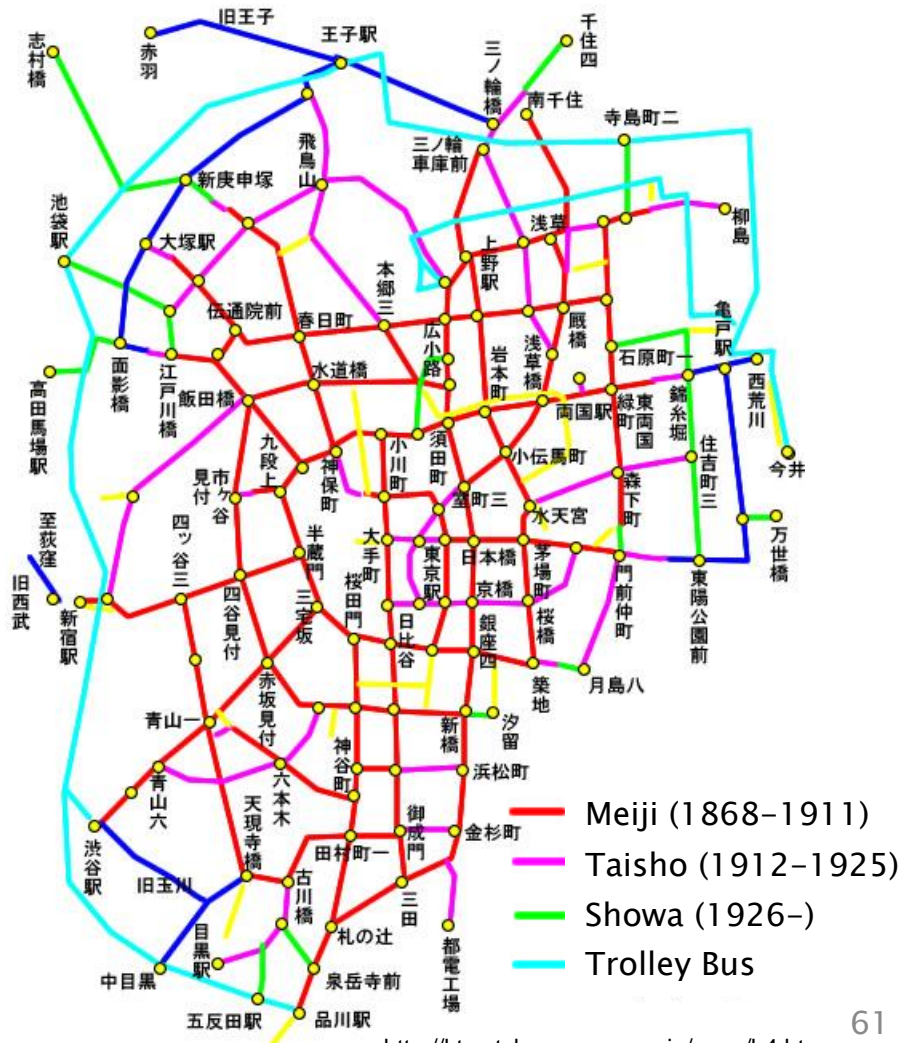 旧王子
赤羽
王子駅
千住四
志村橋
三ノ輪橋
南千住
寺島町二
飛鳥山
三ノ輪車庫前
新庚申塚
池袋駅
浅草
柳島
大塚駅
上野駅
本郷三
伝通院前
春日町
広小路
厩橋
亀戸駅
浅草橋
岩本町
石原町一
面影橋
江戸川橋
水道橋
高田馬場駅
飯田橋
両国駅
緑町
東両国
錦糸堀
西荒川
九段上
神保町
小川町
須田町
小伝馬町
住吉町三
今井
市ヶ谷見付
室町三
森下町
水天宮
至荻窪
四ッ谷三
半蔵門
大手町
東京駅
日本橋
茅場町
万世橋
旧西武
新宿駅
四谷見付
三宅坂
桜田門
京橋
門前仲町
東陽公園前
日比谷
銀座四
桜橋
赤坂見付
築地
月島八
青山一
新橋
汐留
神谷町
浜松町
青山六
六本木
天現寺橋
御成門
金杉町
渋谷駅
田村町一
旧玉川
古川橋
三田
目黒駅
札の辻
都電工場
中目黒
泉岳寺前
五反田駅
品川駅
Meiji (1868-1911)
Taisho (1912-1925)
Showa (1926-)
Trolley Bus
61